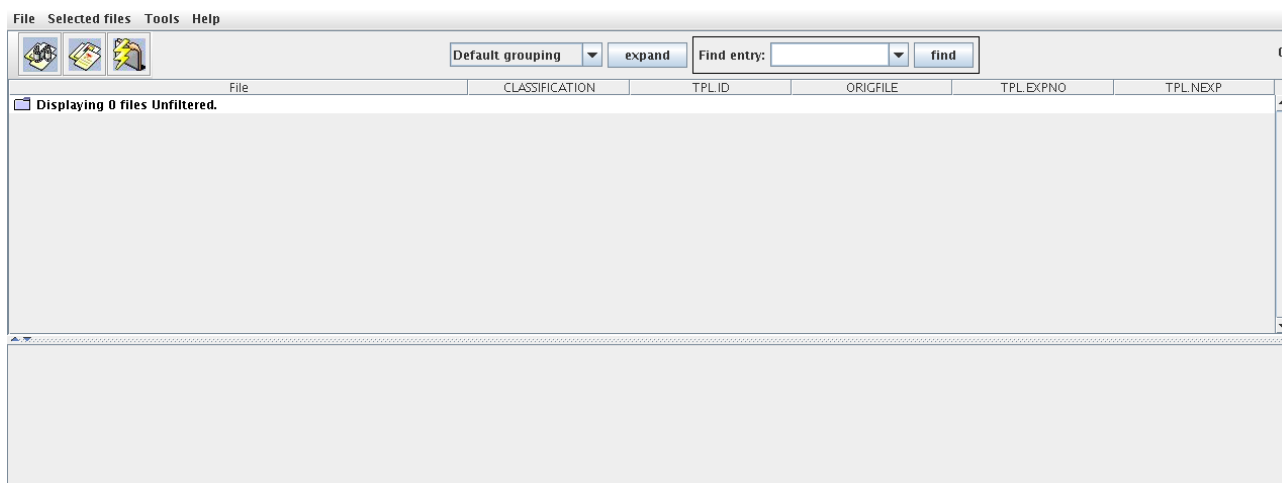 File Selected files Tools Help
Default grouping expand Find entry: find
File CLASSIFICATION TPL.ID ORIGFILE TPL.EXPNO TPL.NEXP
Displaying 0 files Unfiltered.